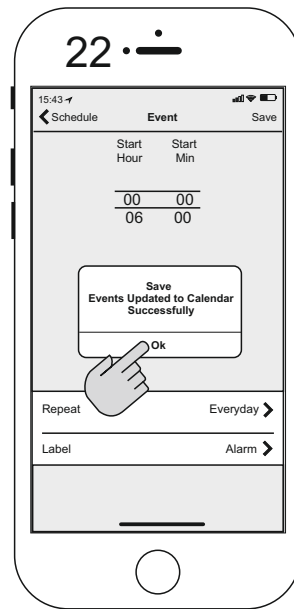 22
15:43
Schedule Event Save
Start Start
Hour Min
00 00
06 00
Save
Events Updated to Calendar
Successfully
Ok
Repeat Everyday
Label Alarm